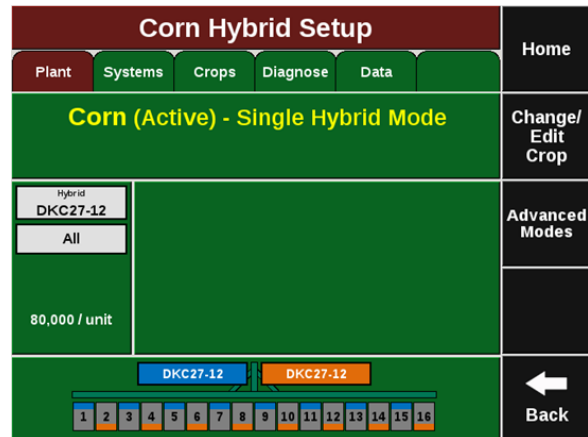 Corn Hybrid Setup
Home
Plant
Systems
Crops
Diagnose
Data
Corn (Active) - Single Hybrid Mode
Change/
Edit
Crop
Hybrid
DKC27-12
All
80,000 / unit
Advanced
Modes
DKC27-12
DKC27-12
1 2 3 4 5 6 7 8 9 10 11 12 13 14 15 16
Back